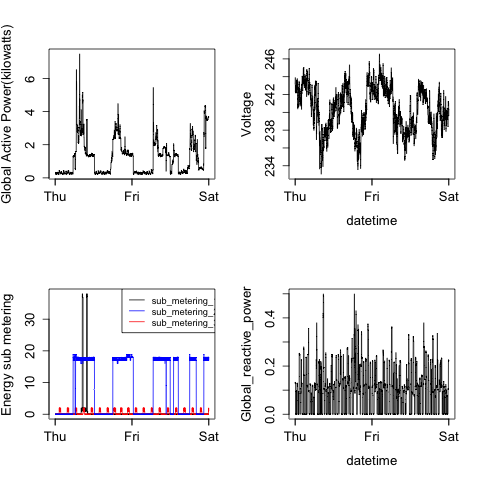 Global Active Power(kilowatts)
0 2 4 6
Thu Fri Sat
Voltage
234 238 242 246
Thu Fri Sat
datetime
Energy sub metering
0 10 20 30
sub_metering_
sub_metering_
sub_metering_
Thu Fri Sat
Global_reactive_power
0.0 0.2 0.4
Thu Fri Sat
datetime